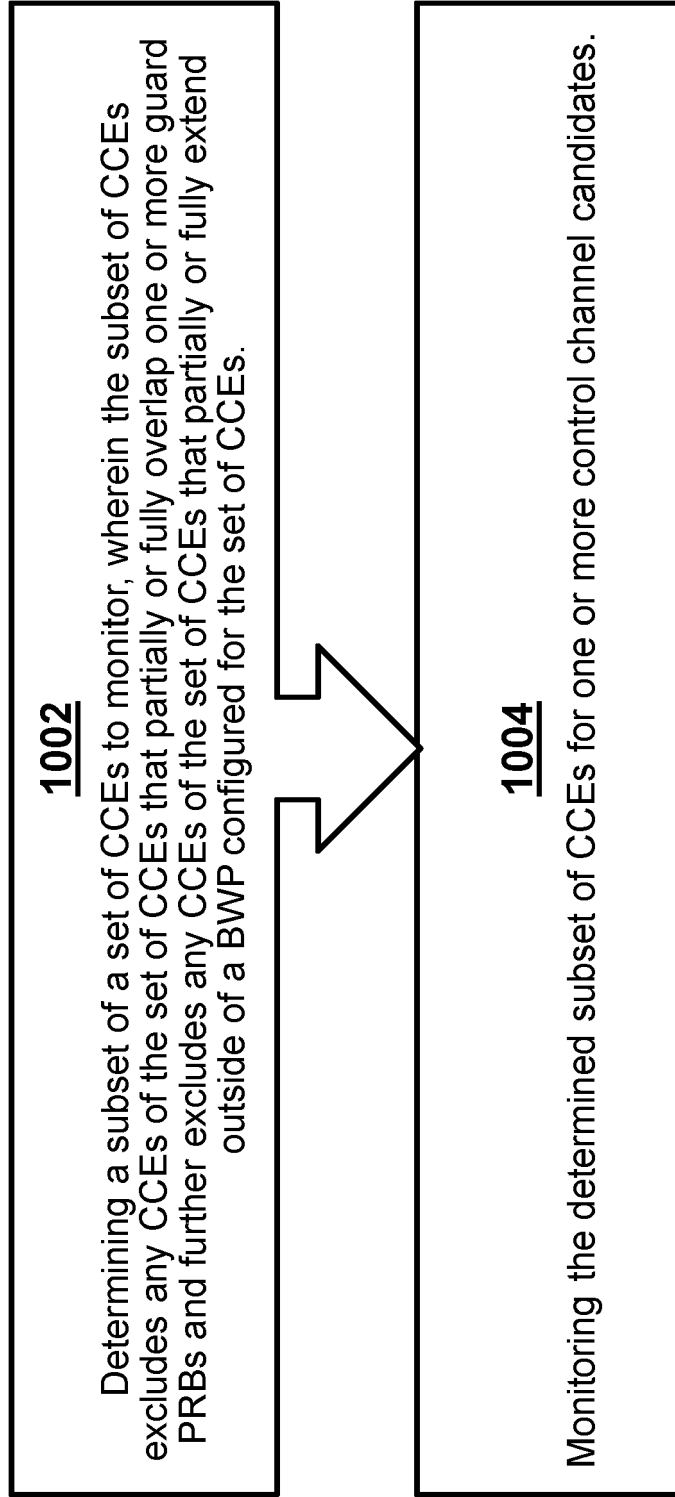 1002
Determining a subset of a set of CCEs to monitor, wherein the subset of CCEs
excludes any CCEs of the set of CCEs that partially or fully overlap one or more guard
PRBs and further excludes any CCEs of the set of CCEs that partially or fully extend
outside of a BWP configured for the set of CCEs.
1004
Monitoring the determined subset of CCEs for one or more control channel candidates.